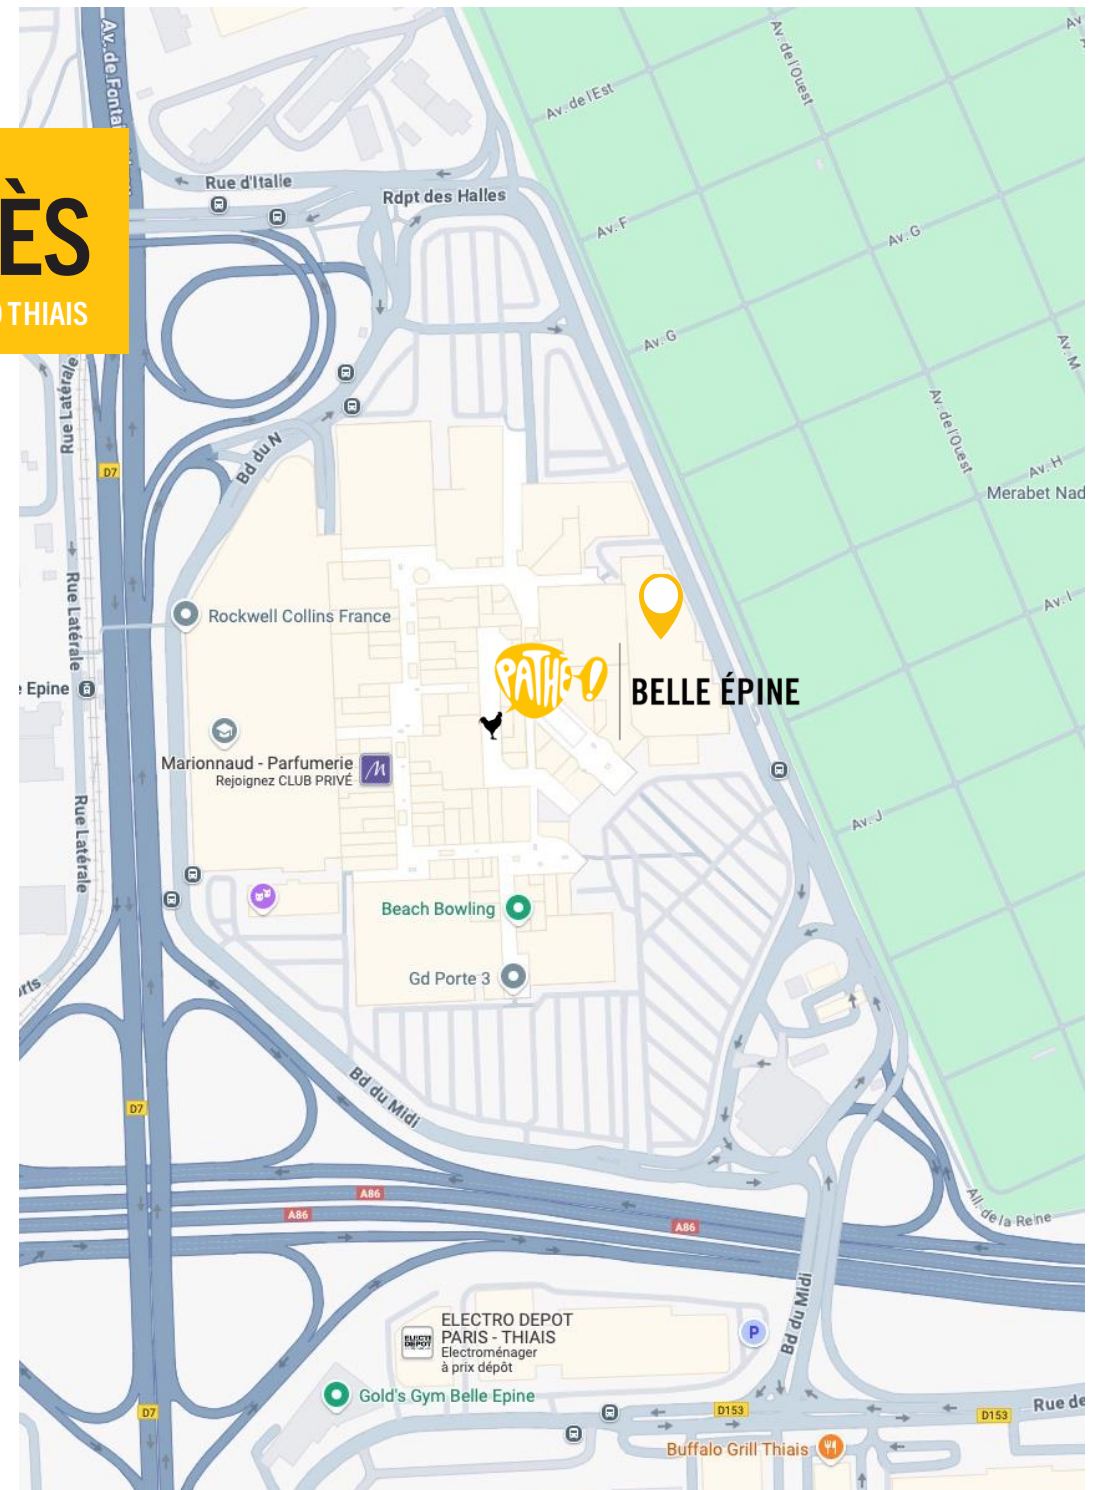 Av. de l'Est
Av. de l'Ouest
Rue d'Italie
Rdpt des Halles
ÈS
THIAIS
Av. F
Av. G
Av. G
Av. M
Rue Latérale
Bd du N
D7
Av. de l'Ouest
Av. H
Merabet Nad
Rue Latérale
Av. I
Rockwell Collins France
Epine
PATHÉ!
BELLE ÉPINE
Marionnaud - Parfumerie
Rejoignez CLUB PRIVÉ
M
Rue Latérale
Av. J
Beach Bowling
Gd Porte 3
Bd du Midi
D7
A86
A86
A86
All. de la Reine
Bd du Midi
ELECTRO DEPOT
PARIS - THIAIS
Electroménager
à prix dépôt
P
Gold's Gym Belle Epine
D7
D153
D153
Rue de
Buffalo Grill Thiais